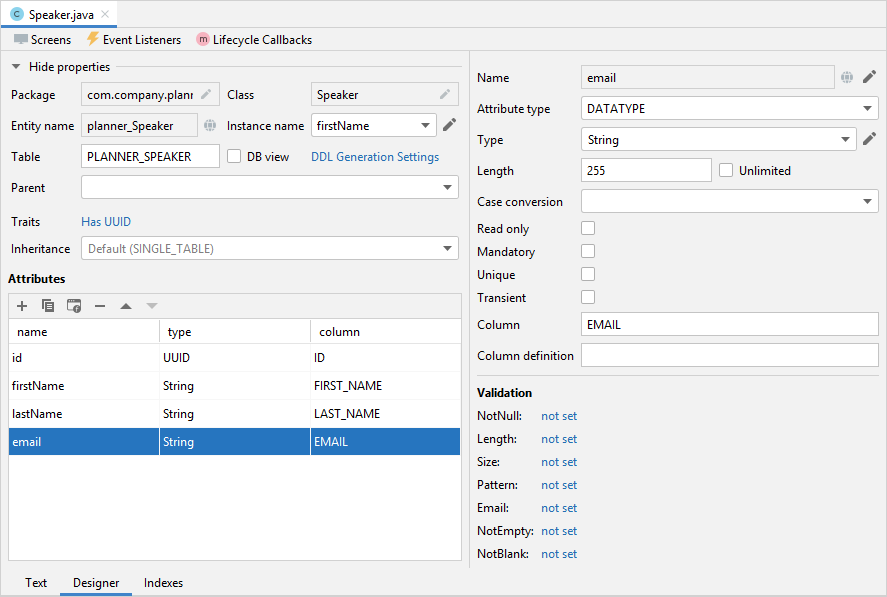 Speaker.java
Screens Event Listeners Lifecycle Callbacks
Hide properties
Package com.company.plann Class Speaker
Entity name planner_Speaker Instance name firstName
Table PLANNER_SPEAKER DB view DDL Generation Settings
Parent
Traits Has UUID
Inheritance Default (SINGLE_TABLE)
Attributes
name type column
id UUID ID
firstName String FIRST_NAME
lastName String LAST_NAME
email String EMAIL
Name email
Attribute type DATATYPE
Type String
Length 255 Unlimited
Case conversion
Read only
Mandatory
Unique
Transient
Column EMAIL
Column definition
Validation
NotNull: not set
Length: not set
Size: not set
Pattern: not set
Email: not set
NotEmpty: not set
NotBlank: not set
Text Designer Indexes